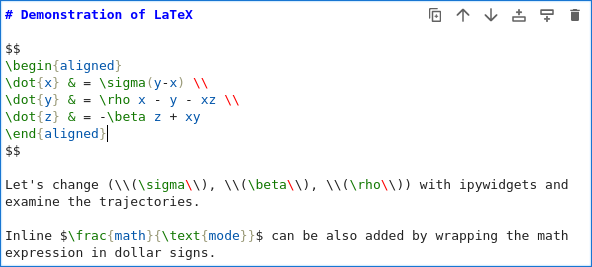 # Demonstration of LaTeX
$$
\begin{aligned}
\dot{x} & = \sigma(y-x) \\
\dot{y} & = \rho x - y - xz \\
\dot{z} & = -\beta z + xy
\end{aligned}
$$
Let's change (\\(\sigma\\), \\(\beta\\), \\(\rho\\)) with ipywidgets and
examine the trajectories.
Inline $\frac{math}{\text{mode}}$ can be also added by wrapping the math
expression in dollar signs.